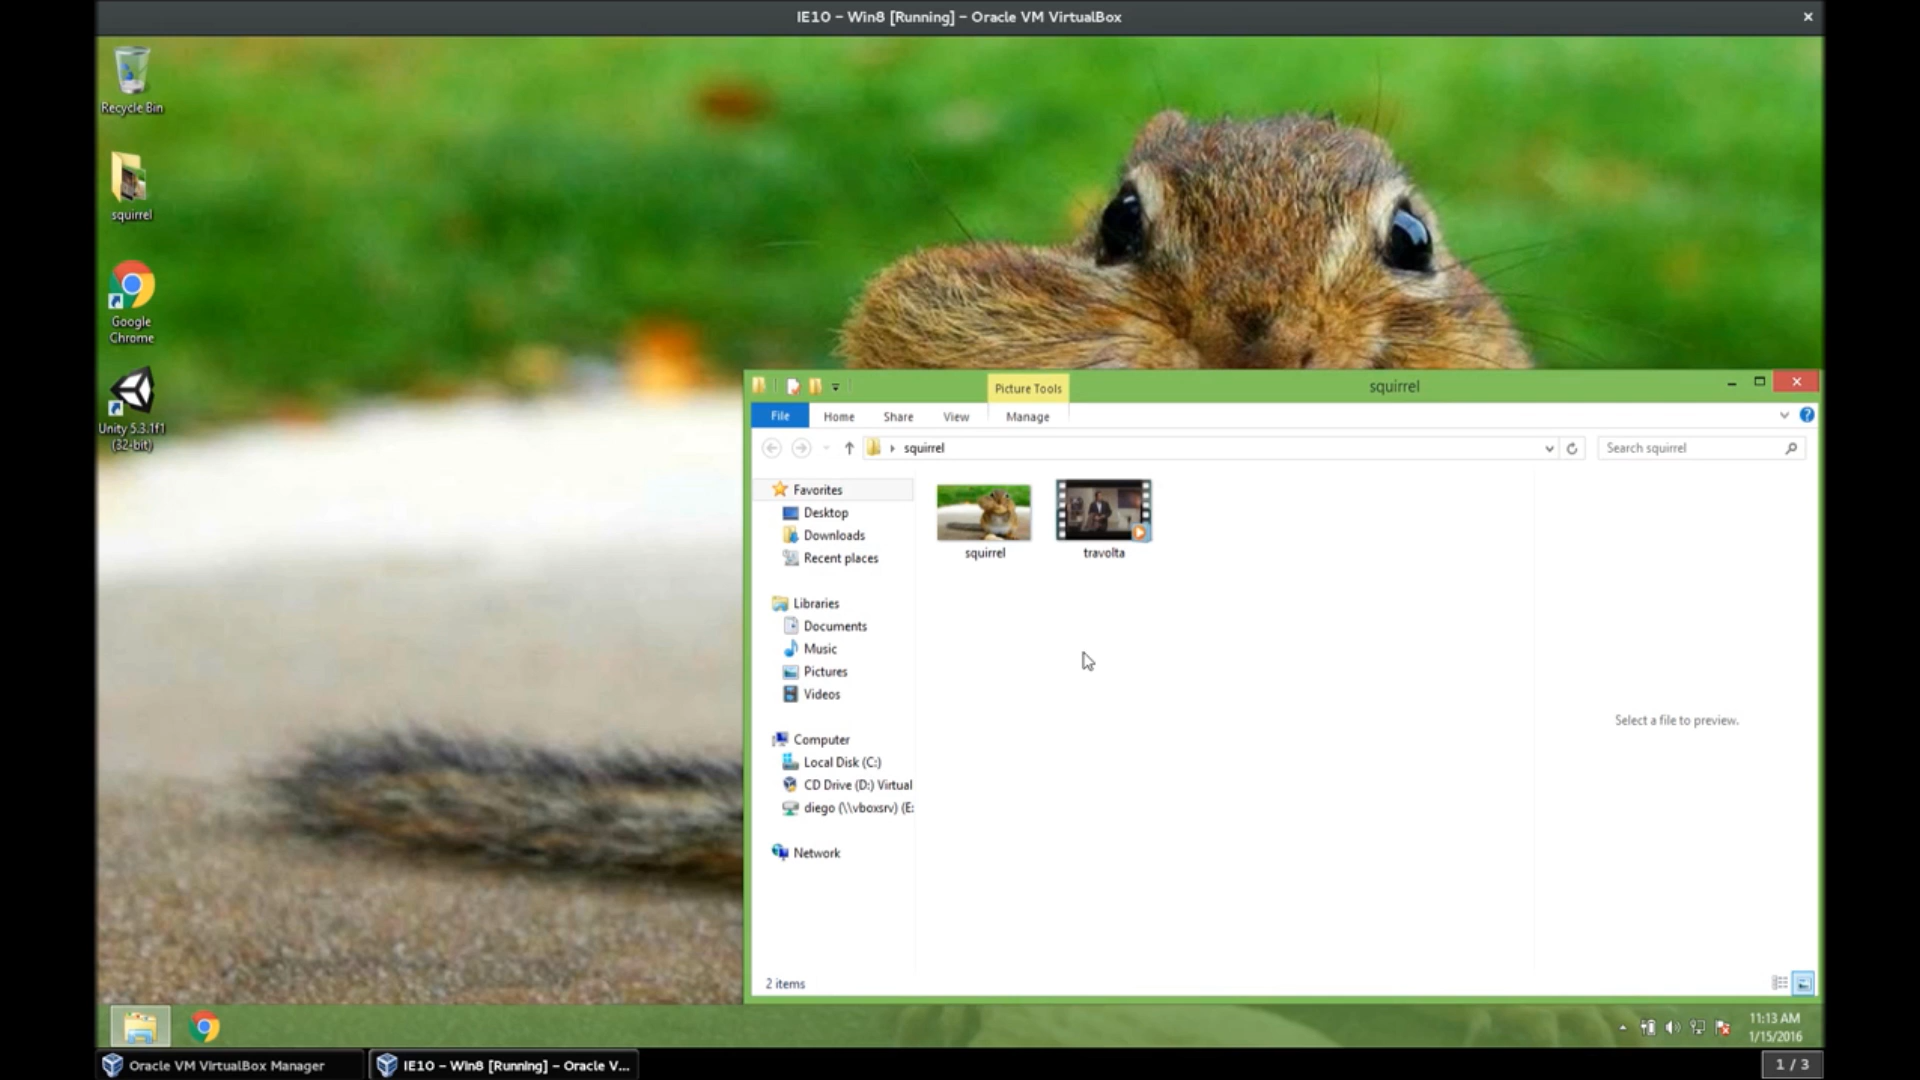 IE10 – Win8 [Running] – Oracle VM VirtualBox
Recycle Bin
squirrel
Google
Chrome
Unity 5.3.1f1
(32-bit)
Picture Tools
squirrel
File
Home
Share
View
Manage
squirrel
Search squirrel
Favorites
Desktop
Downloads
Recent places
Libraries
Documents
Music
Pictures
Videos
Computer
Local Disk (C:)
CD Drive (D:) Virtual
diego (\\vboxsrv) (E:
Network
squirrel
travolta
Select a file to preview.
2 items
11:13 AM
1/15/2016
Oracle VM VirtualBox Manager
IE10 – Win8 [Running] – Oracle V...
1 / 3